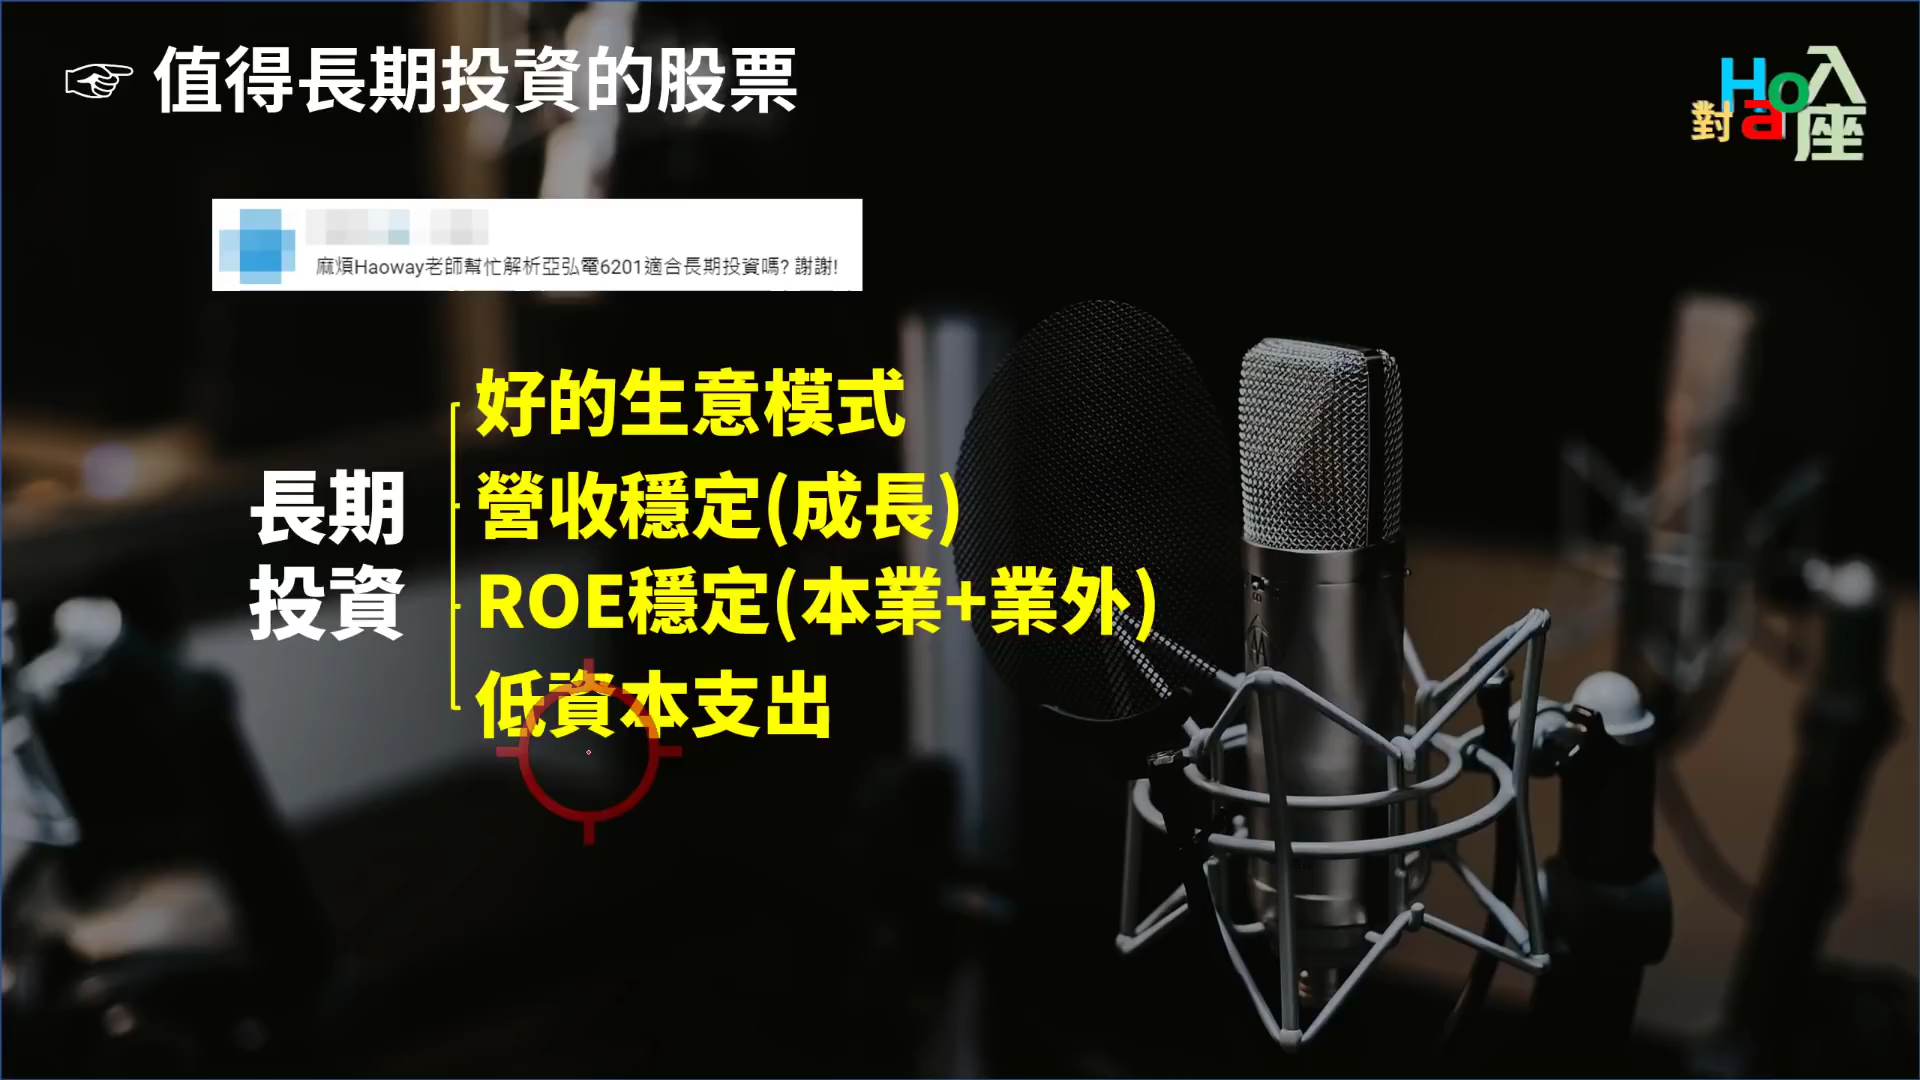 ☞ 值得長期投資的股票
對Hao入座
麻煩Haoway老師幫忙解析亞弘電6201適合長期投資嗎? 謝謝!
好的生意模式
營收穩定(成長)
長期
投資
ROE穩定(本業+業外)
低資本支出